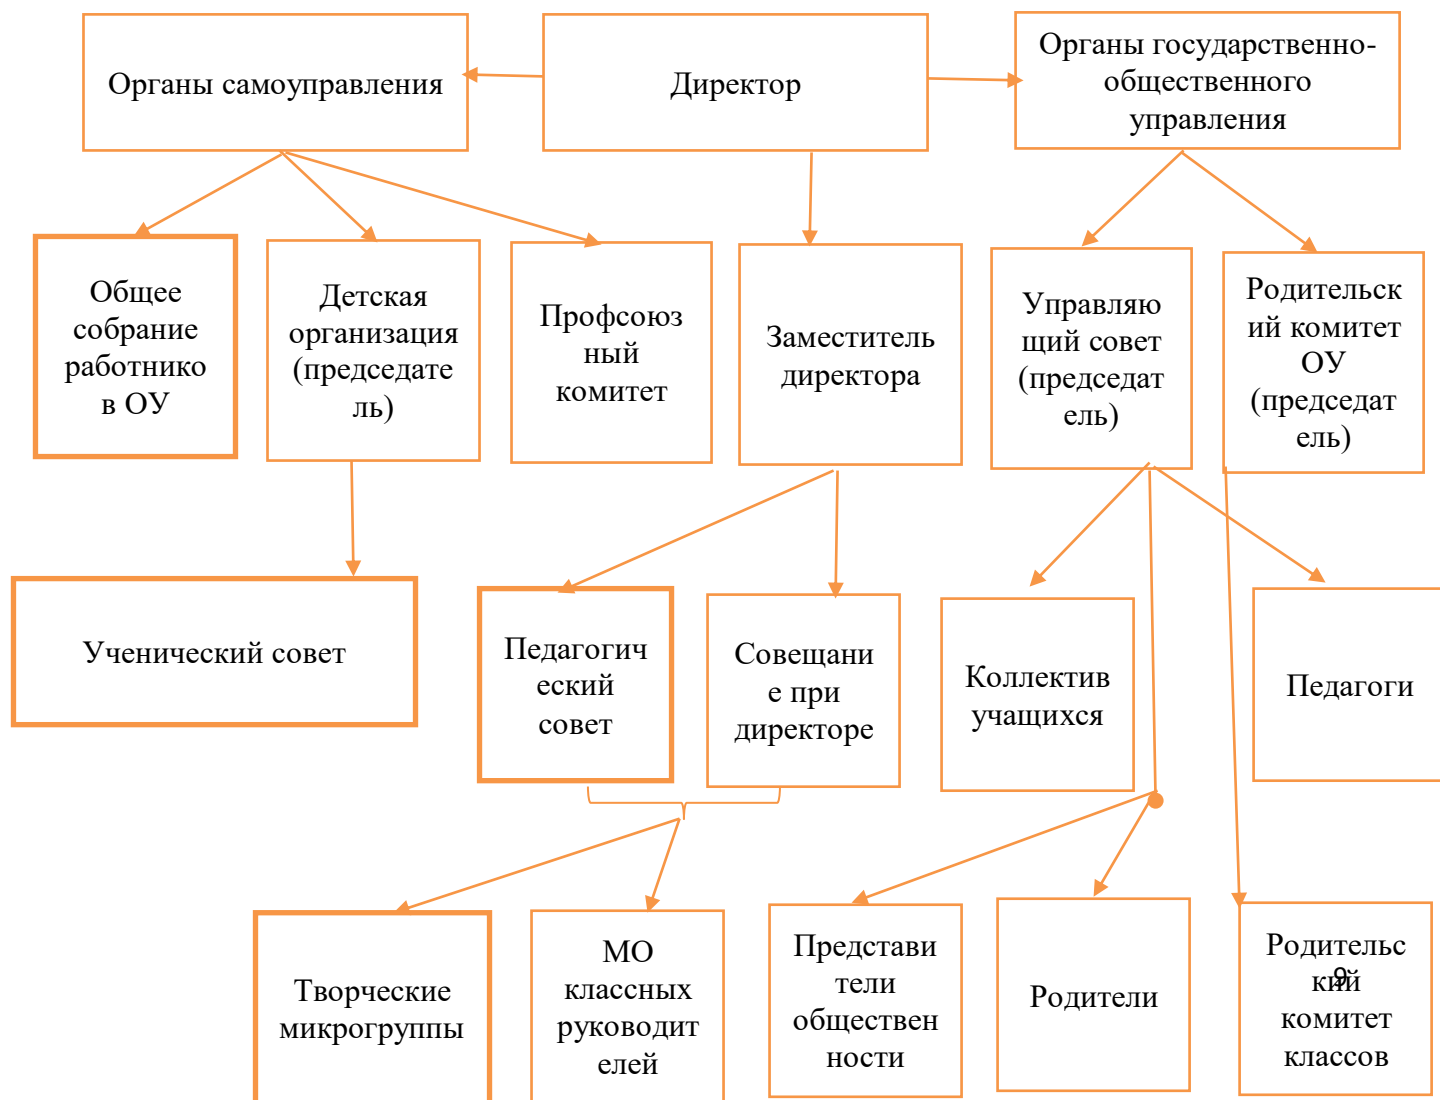 Органы самоуправления
Директор
Органы государственно-
общественного
управления
Общее
собрание
работнико
в ОУ
Детская
организация
(председате
ль)
Профсоюз
ный
комитет
Заместитель
директора
Управляю
щий совет
(председат
ель)
Родительск
ий комитет
ОУ
(председат
ель)
Ученический совет
Педагогич
еский
совет
Совещани
е при
директоре
Коллектив
учащихся
Педагоги
Творческие
микрогруппы
МО
классных
руководит
елей
Представи
тели
обществен
ности
Родители
Родительс
кий
комитет
классов
9